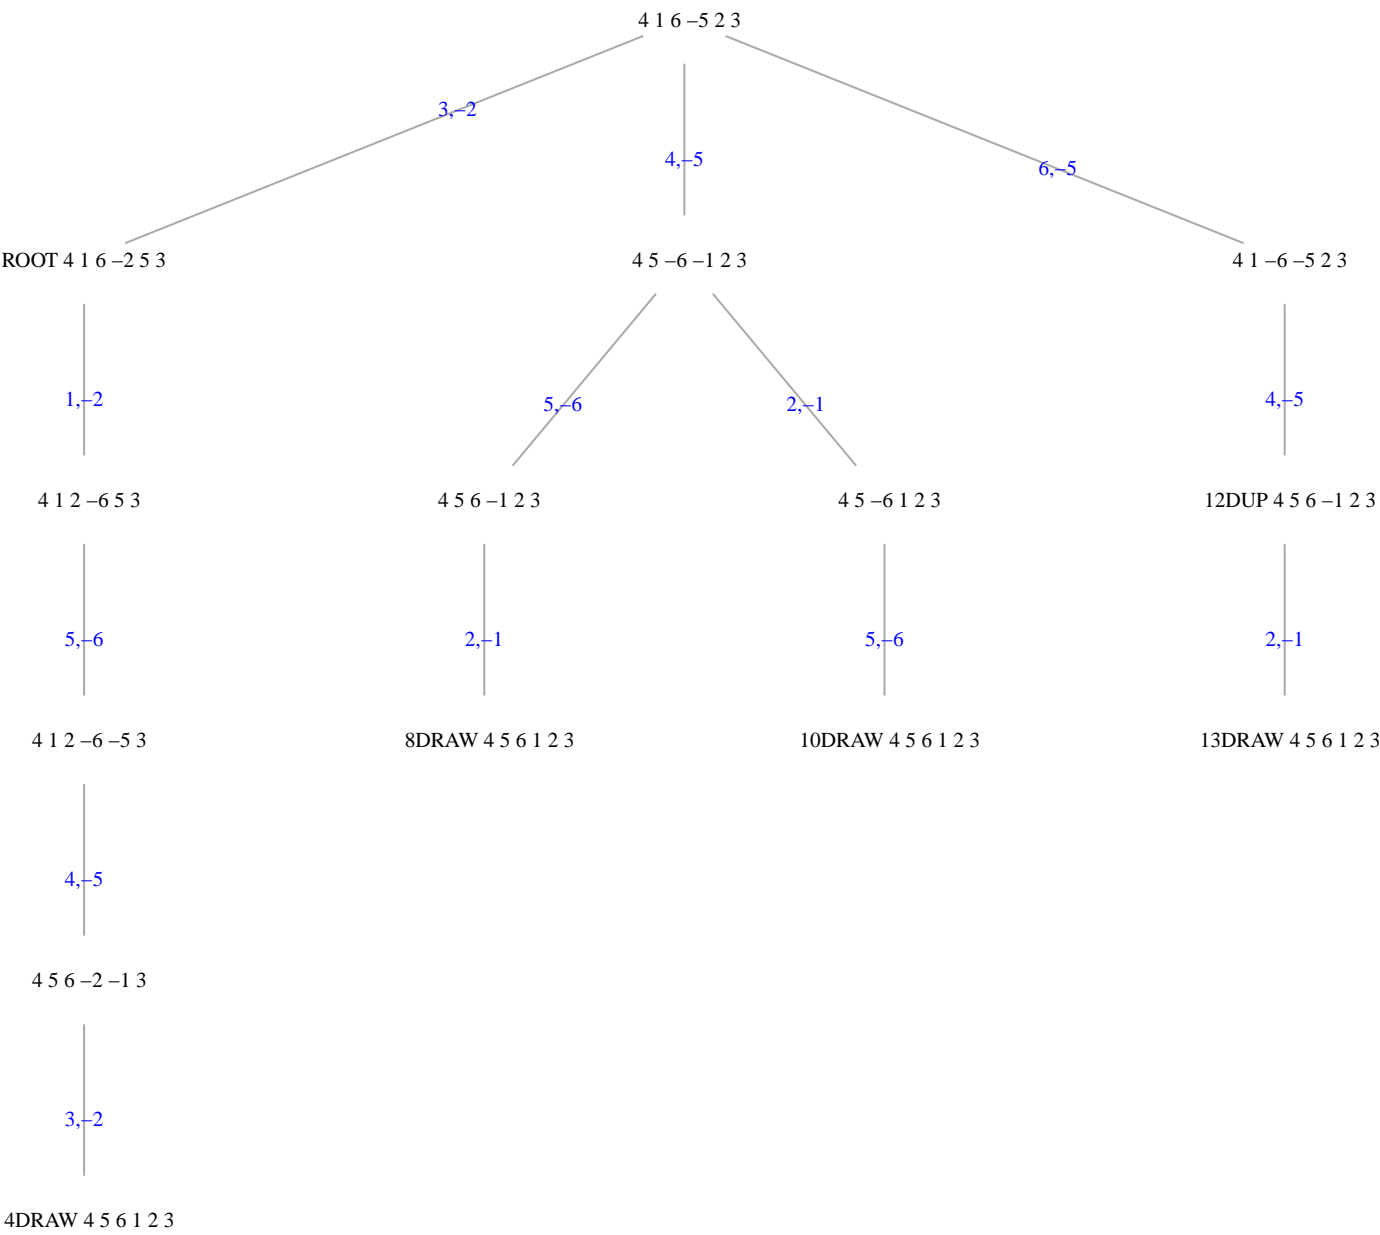 4 1 6 –5 2 3
3,–2
4,–5
6,–5
ROOT 4 1 6 –2 5 3
4 5 –6 –1 2 3
4 1 –6 –5 2 3
1,–2
5,–6
2,–1
4,–5
4 1 2 –6 5 3
4 5 6 –1 2 3
4 5 –6 1 2 3
12DUP 4 5 6 –1 2 3
5,–6
2,–1
5,–6
2,–1
4 1 2 –6 –5 3
8DRAW 4 5 6 1 2 3
10DRAW 4 5 6 1 2 3
13DRAW 4 5 6 1 2 3
4,–5
4 5 6 –2 –1 3
3,–2
4DRAW 4 5 6 1 2 3